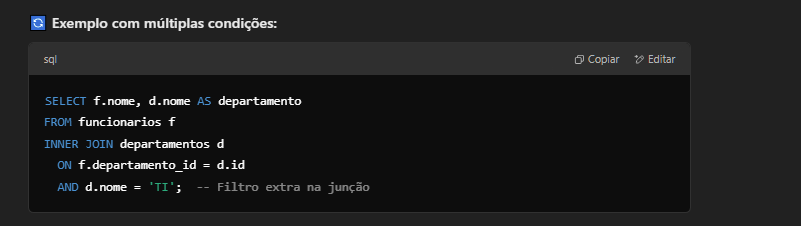 Exemplo com múltiplas condições:
sql Copiar Editar
SELECT f.nome, d.nome AS departamento
FROM funcionarios f
INNER JOIN departamentos d
ON f.departamento_id = d.id
AND d.nome = 'TI'; -- Filtro extra na junção